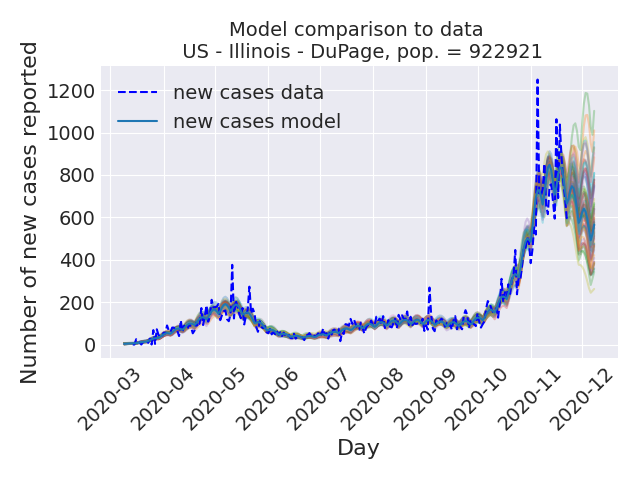 Model comparison to data
US - Illinois - DuPage, pop. = 922921
new cases data
new cases model
Number of new cases reported
1200
1000
800
600
400
200
0
2020-03
2020-04
2020-05
2020-06
2020-07
2020-08
2020-09
2020-10
2020-11
2020-12
Day